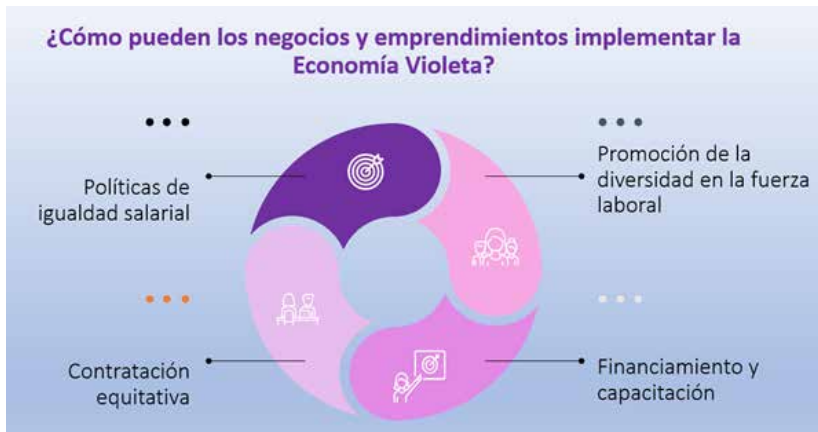 ¿Cómo pueden los negocios y emprendimientos implementar la
Economía Violeta?
Políticas de
igualdad salarial
Promoción de la
diversidad en la fuerza
laboral
Contratación
equitativa
Financiamiento y
capacitación